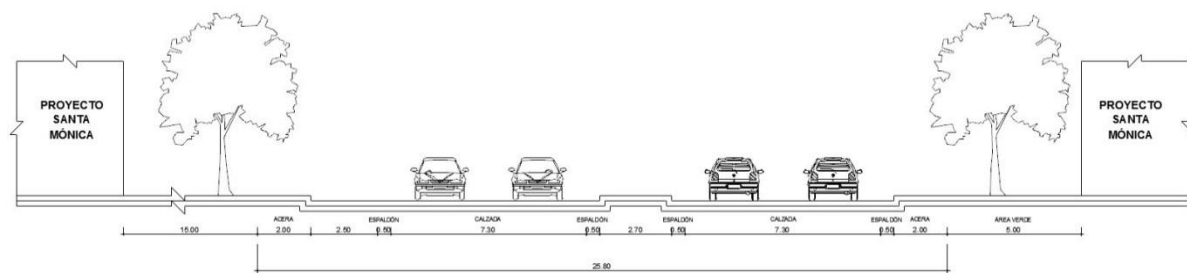 PROYECTO
SANTA
MÓNICA
PROYECTO
SANTA
MÓNICA
ACERA
ESPALDÓN
CALZADA
ESPALDÓN
ESPALDÓN
CALZADA
ESPALDÓN
ACERA
ÁREA VERDE
15.00
2.00
2.50
0.50
7.30
0.50
2.70
0.50
7.30
0.50
2.00
5.00
25.80